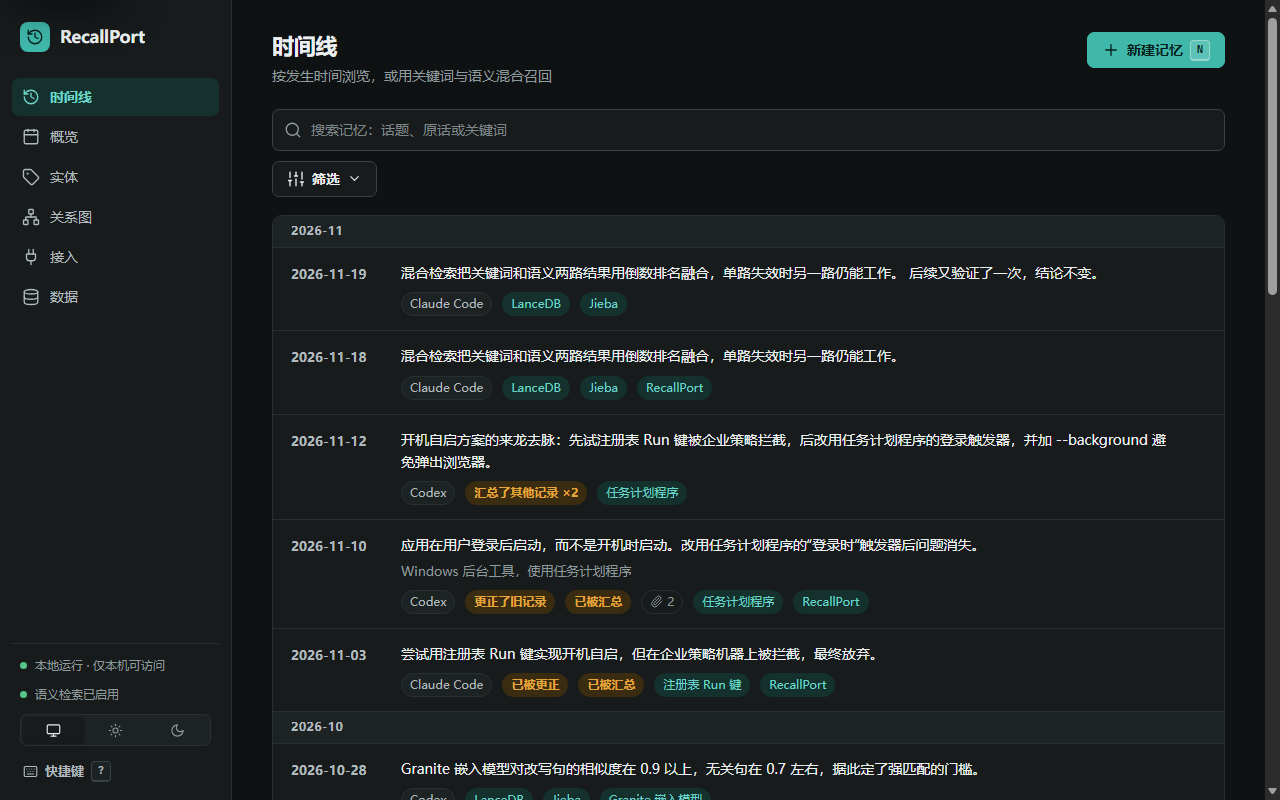 RecallPort
时间线
概览
实体
关系图
接入
数据
本地运行 · 仅本机可访问
语义检索已启用
快捷键 ?
时间线
按发生时间浏览，或用关键词与语义混合召回
新建记忆 N
搜索记忆：话题、原话或关键词
筛选
2026-11
2026-11-19
混合检索把关键词和语义两路结果用倒数排名融合，单路失效时另一路仍能工作。 后续又验证了一次，结论不变。
Claude Code LanceDB Jieba
2026-11-18
混合检索把关键词和语义两路结果用倒数排名融合，单路失效时另一路仍能工作。
Claude Code LanceDB Jieba RecallPort
2026-11-12
开机自启方案的来龙去脉：先试注册表 Run 键被企业策略拦截，后改用任务计划程序的登录触发器，并加 --background 避
免弹出浏览器。
Codex 汇总了其他记录 ×2 任务计划程序
2026-11-10
应用在用户登录后启动，而不是开机时启动。改用任务计划程序的“登录时”触发器后问题消失。
Windows 后台工具，使用任务计划程序
Codex 更正了旧记录 已被汇总 2 任务计划程序 RecallPort
2026-11-03
尝试用注册表 Run 键实现开机自启，但在企业策略机器上被拦截，最终放弃。
Claude Code 已被更正 已被汇总 注册表 Run 键 RecallPort
2026-10
2026-10-28
Granite 嵌入模型对改写句的相似度在 0.9 以上，无关句在 0.7 左右，据此定了强匹配的门槛。
Codex LanceDB Jieba Granite 嵌入模型